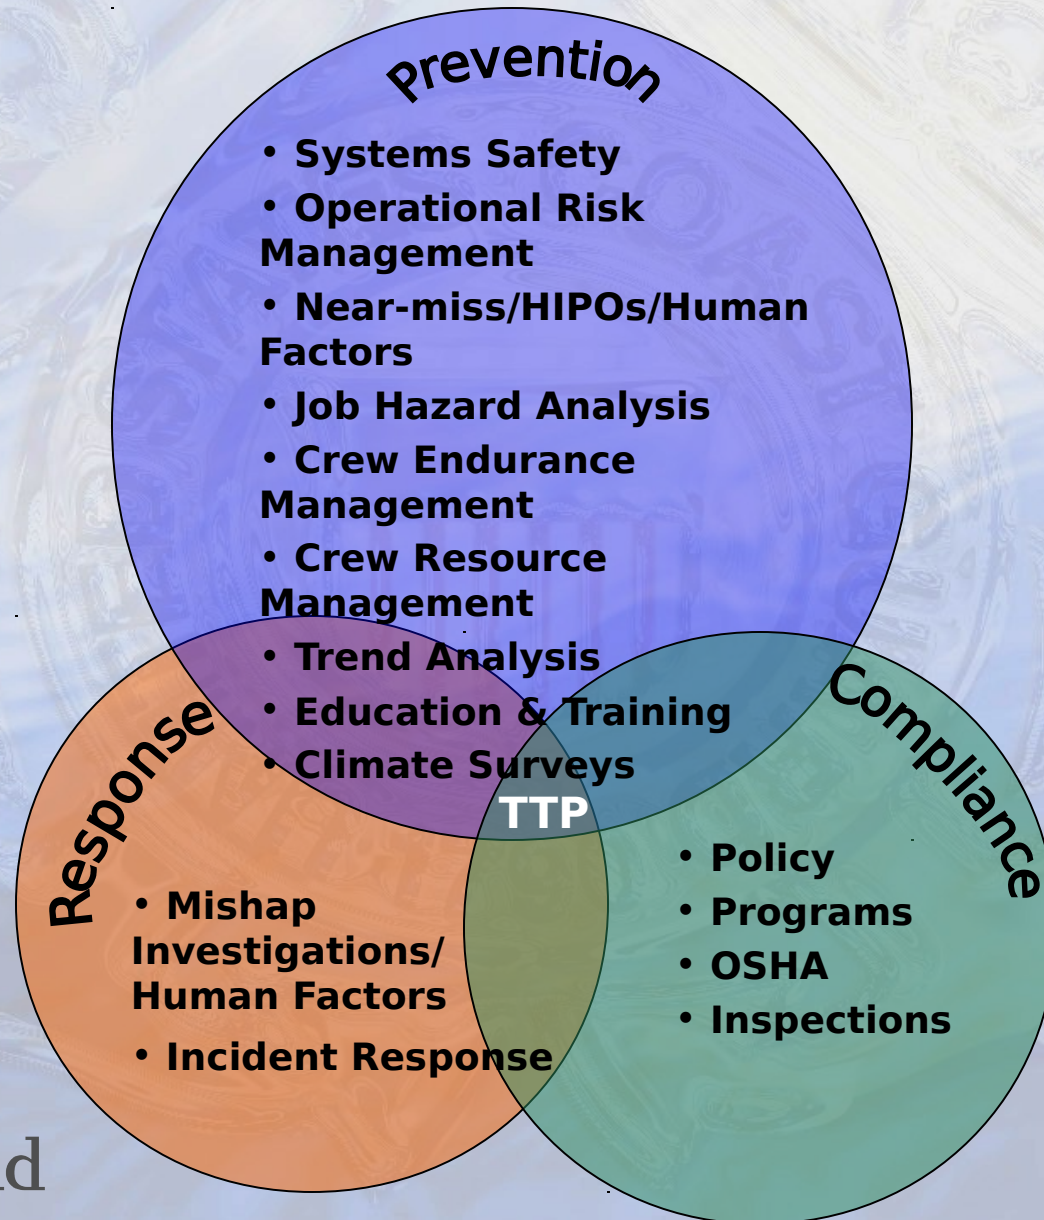 Prevention
• Systems Safety
• Operational Risk
Management
• Near-miss/HIPOs/Human
Factors
• Job Hazard Analysis
• Crew Endurance
Management
• Crew Resource
Management
• Trend Analysis
• Education & Training
• Climate Surveys
TTP
Response
• Mishap
Investigations/
Human Factors
• Incident Response
Compliance
• Policy
• Programs
• OSHA
• Inspections